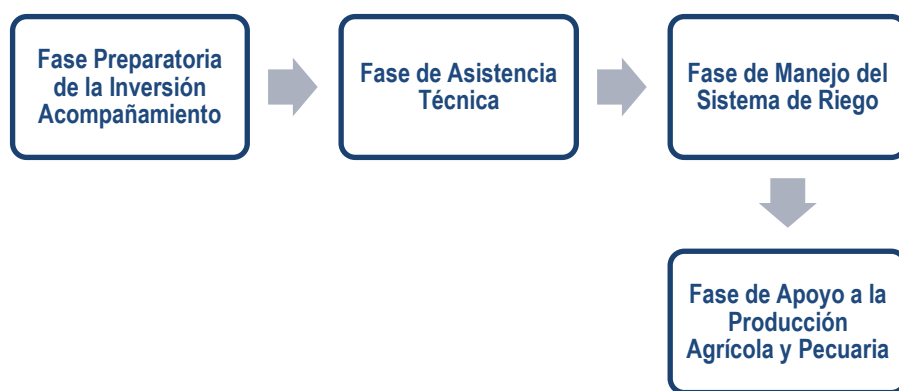 Fase Preparatoria
de la Inversión
Acompañamiento
Fase de Asistencia
Técnica
Fase de Manejo del
Sistema de Riego
Fase de Apoyo a la
Producción
Agrícola y Pecuaria